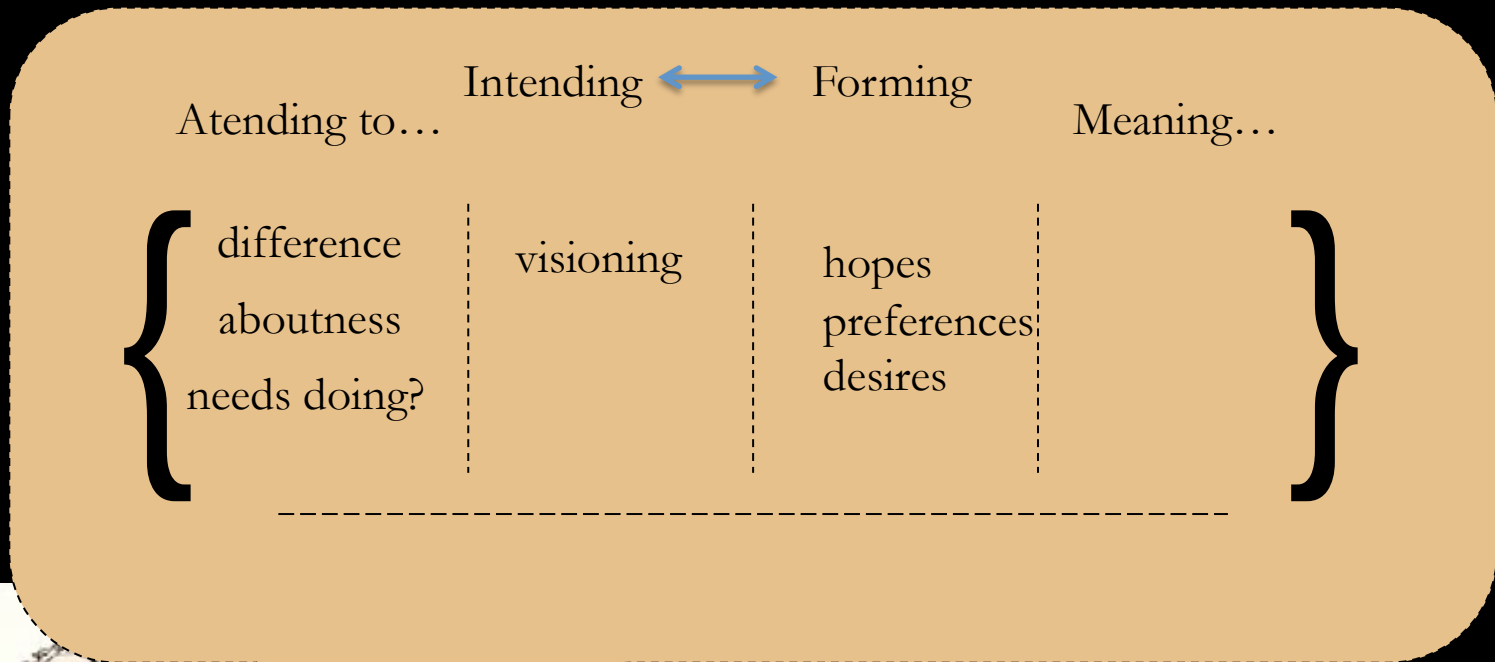 Intending
Forming
Atending to…
Meaning…
difference
aboutness
needs doing?
visioning
hopes
preferences
desires